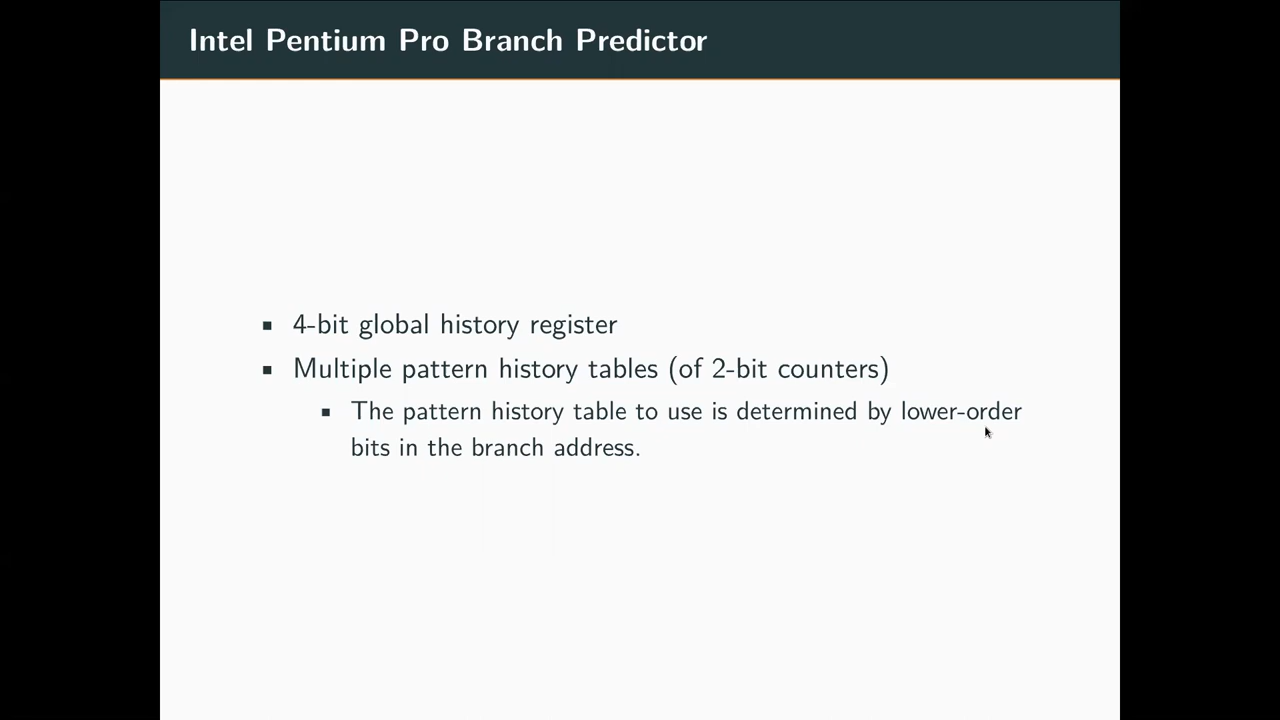 Intel Pentium Pro Branch Predictor
▪ 4-bit global history register
▪ Multiple pattern history tables (of 2-bit counters)
▪ The pattern history table to use is determined by lower-order
bits in the branch address.